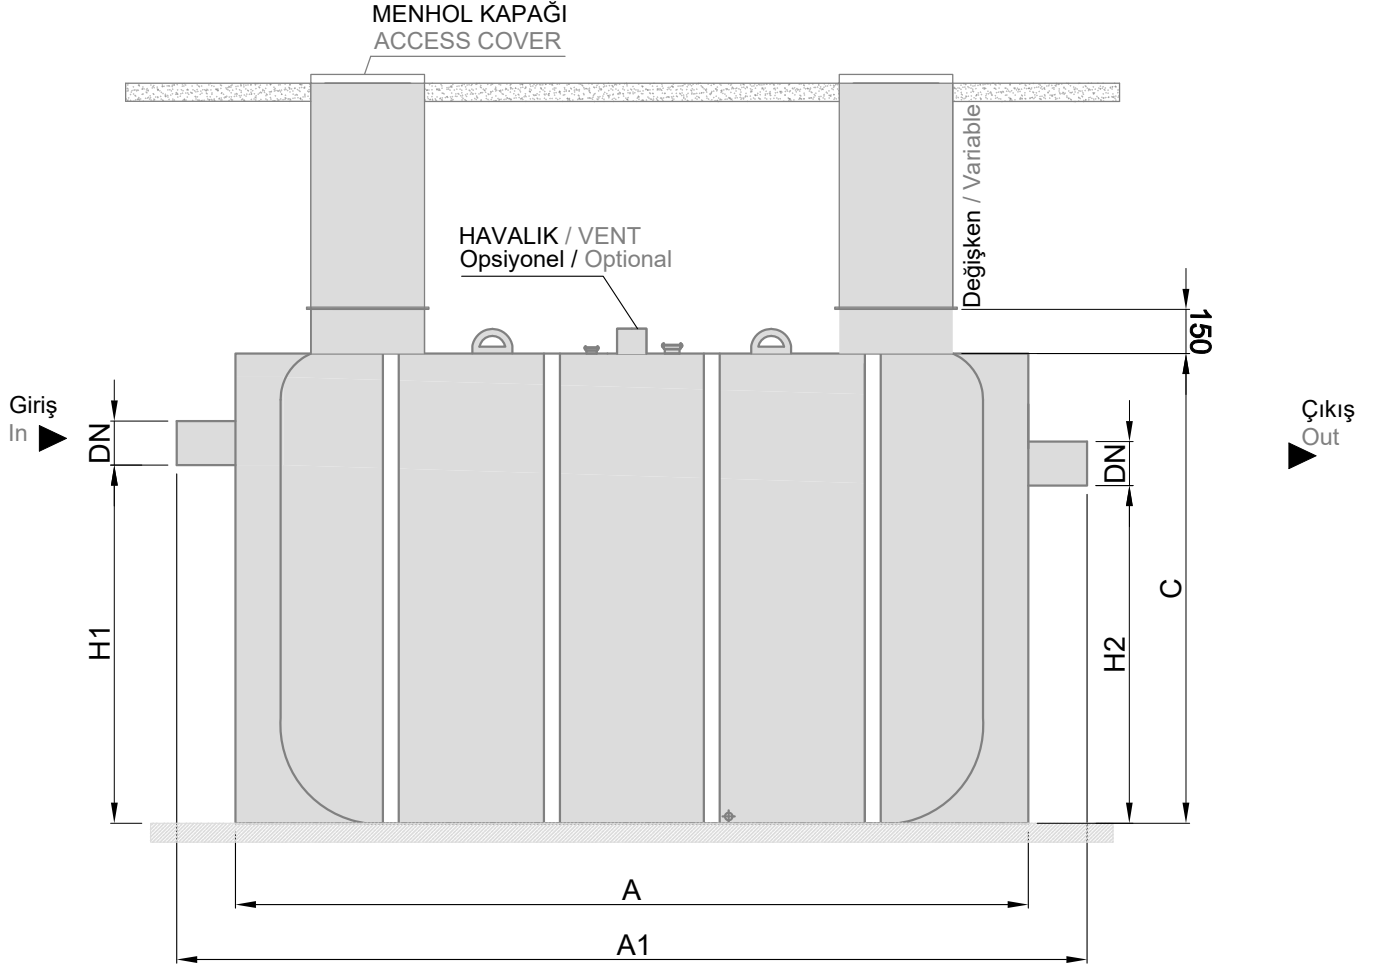 MENHOL KAPAĞI
ACCESS COVER
Değişken / Variable
HAVALIK / VENT
Opsiyonel / Optional
150
Giriş
In
DN
Çıkış
Out
DN
C
H1
H2
A
A1